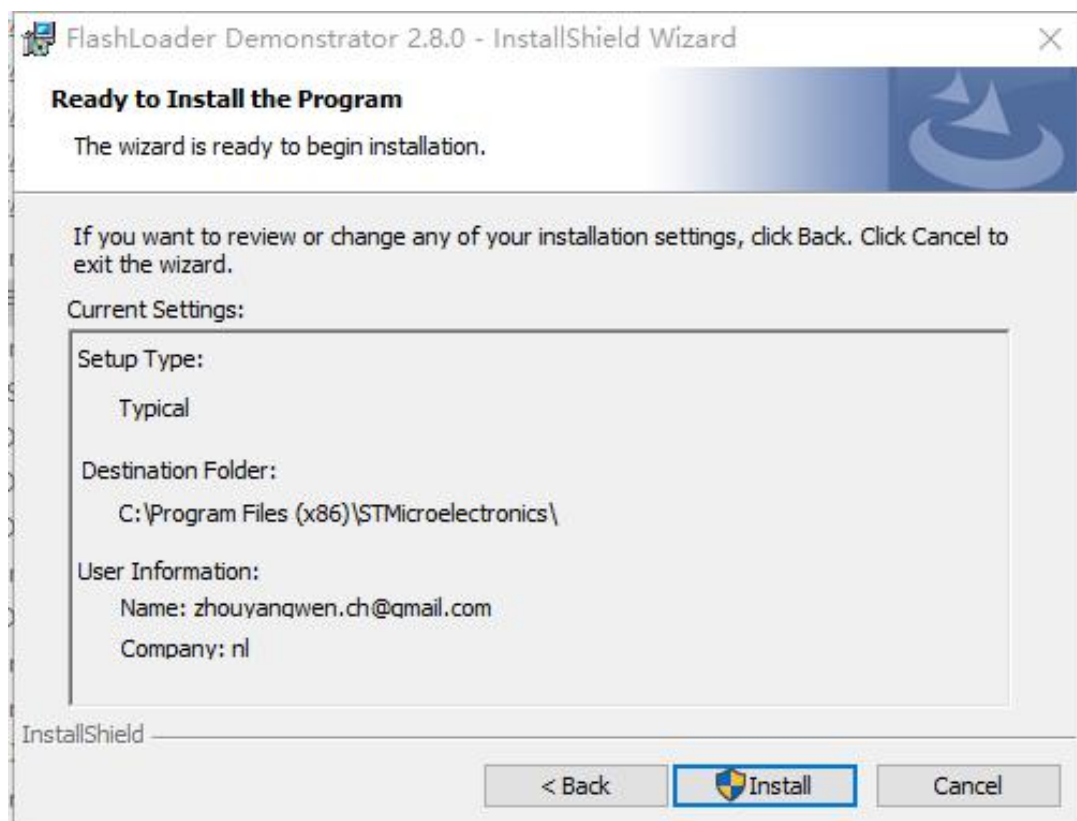 FlashLoader Demonstrator 2.8.0 - InstallShield Wizard
Ready to Install the Program
The wizard is ready to begin installation.
If you want to review or change any of your installation settings, click Back. Click Cancel to
exit the wizard.
Current Settings:
Setup Type:
Typical
Destination Folder:
C:\Program Files (x86)\STMicroelectronics\
User Information:
Name: zhouyangwen.ch@gmail.com
Company: nl
InstallShield
< Back
Install
Cancel